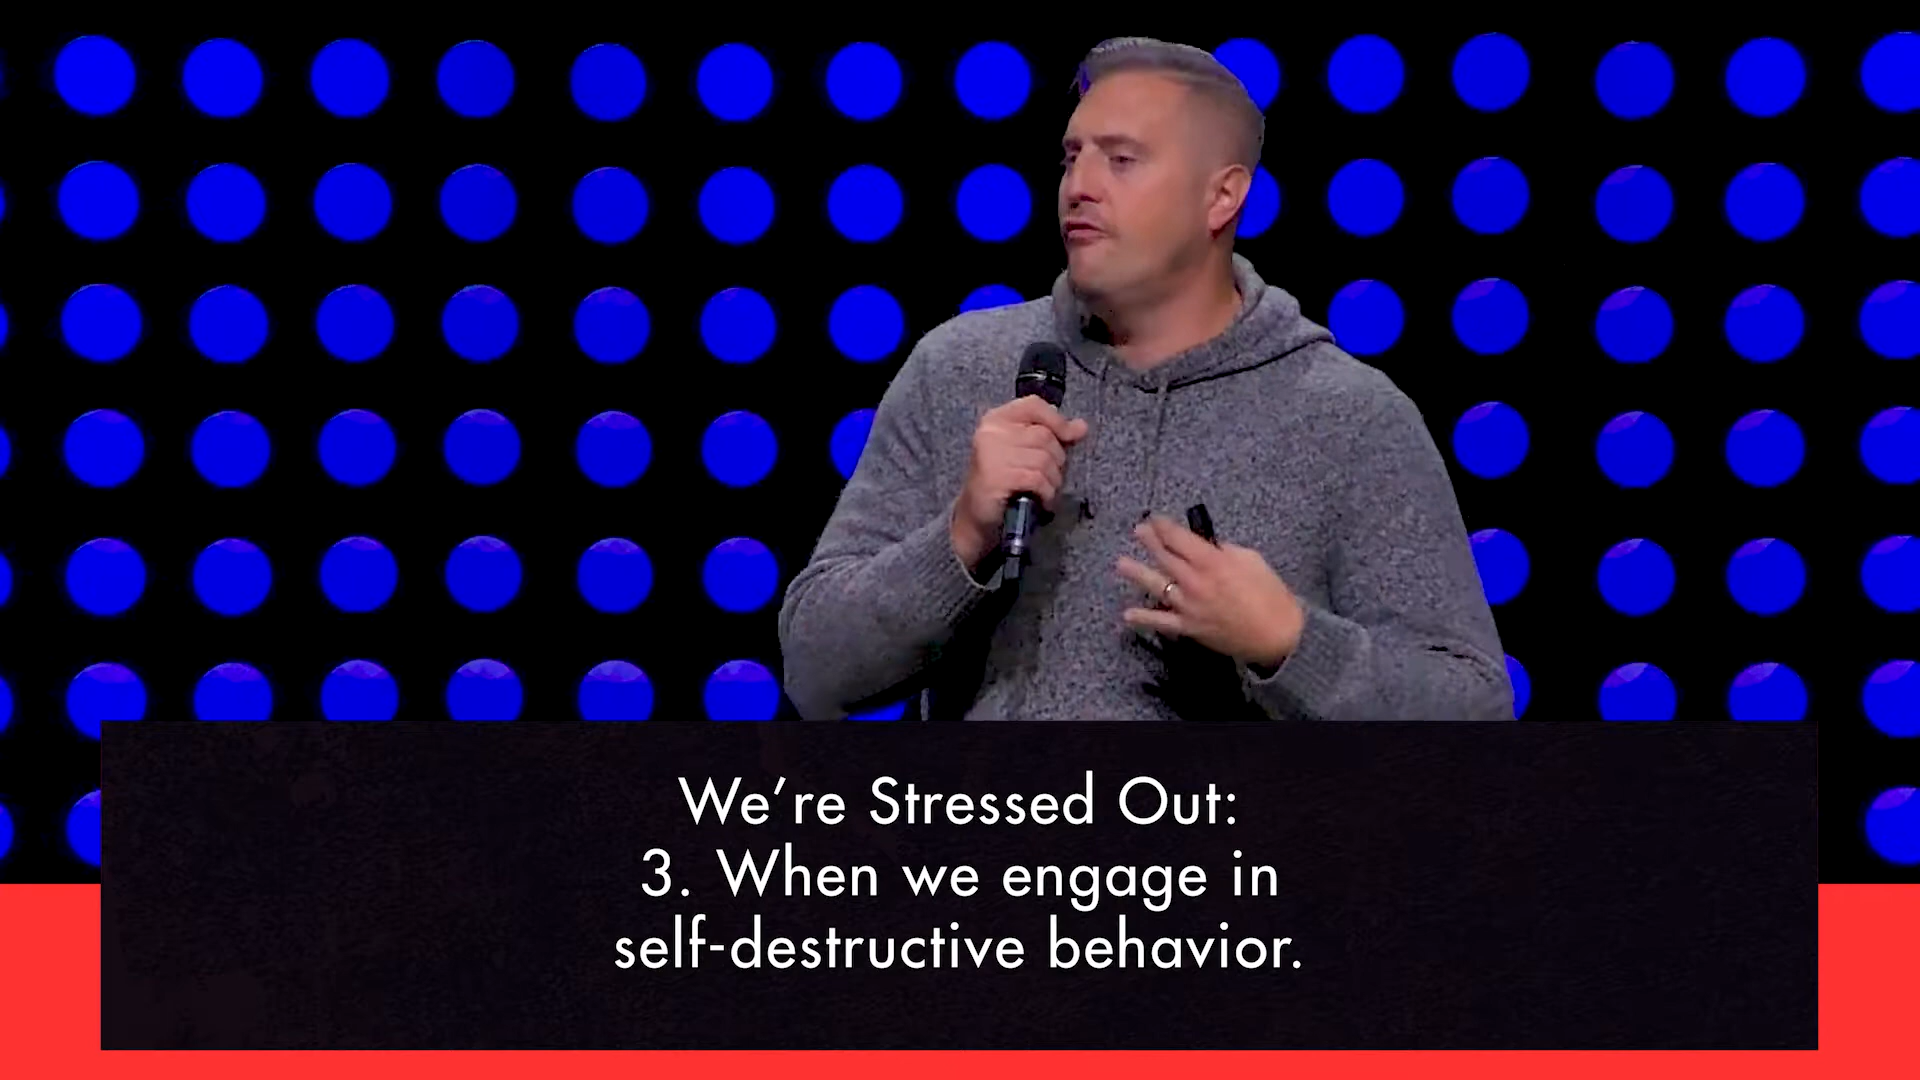 We’re Stressed Out:
3. When we engage in
self-destructive behavior.